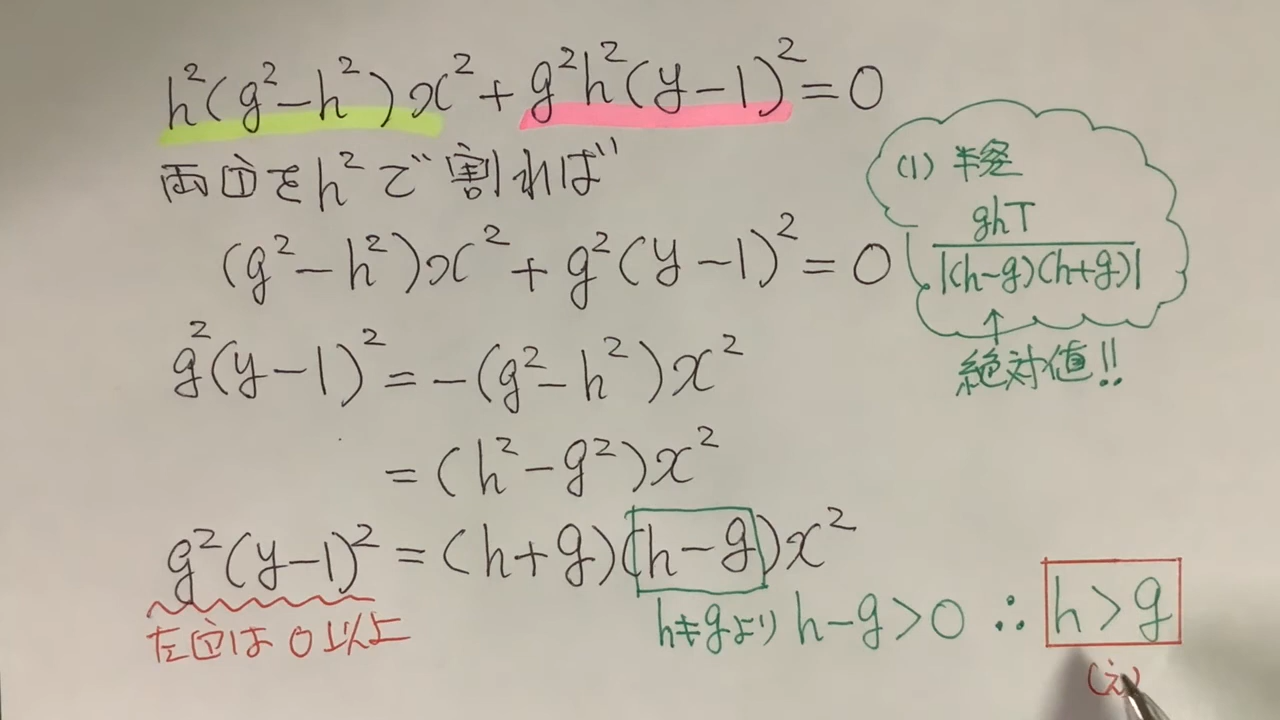 h²(g²-h²)x²+g²h²(y-1)²=0
両辺をh²で割れば
(g²-h²)x²+g²(y-1)²=0
(1) 半径
ghT
|(h-g)(h+g)|
↑
絶対値!!
g²(y-1)²=-(g²-h²)x²
=(h²-g²)x²
g²(y-1)²=(h+g)(h-g)x²
左辺は0以上
h≠gより h-g>0 ∴ h>g
(え)